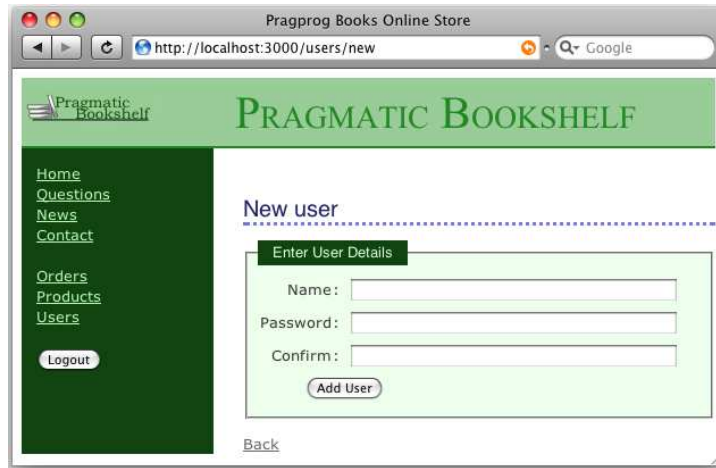 Pragprog Books Online Store
http://localhost:3000/users/new
Google
Pragmatic
Bookshelf
PRAGMATIC BOOKSHELF
Home
Questions
News
Contact
Orders
Products
Users
Logout
New user
Enter User Details
Name:
Password:
Confirm:
Add User
Back